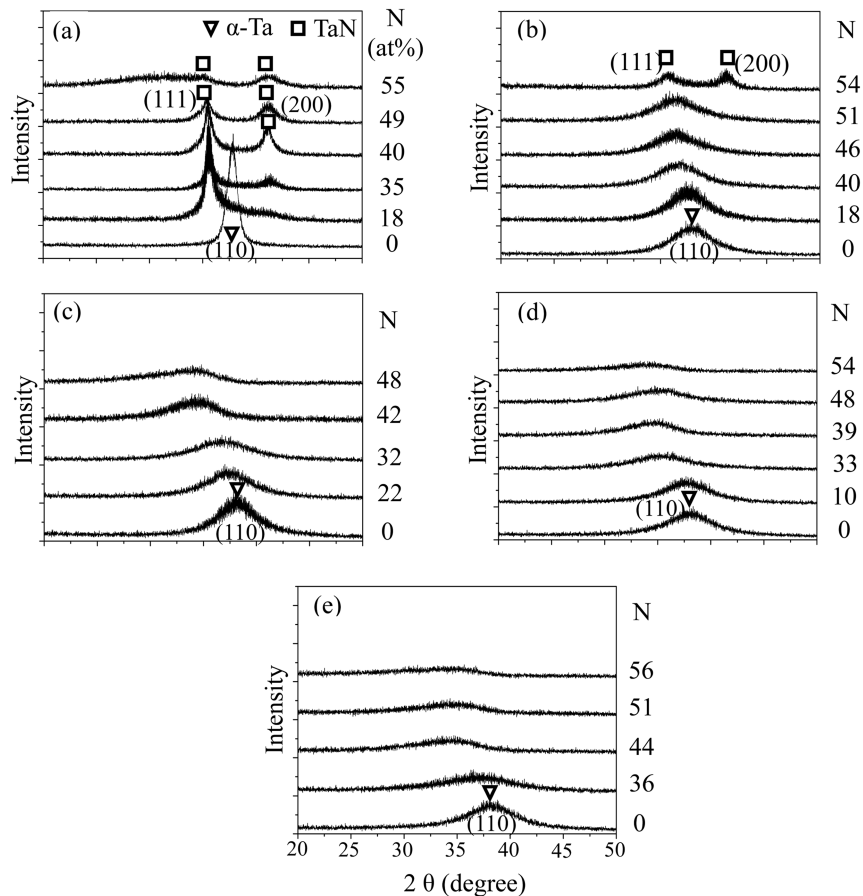 (a) ▽ α-Ta □ TaN N
(at%)
(111) (200)
55
49
40
35
18
0
(110)
Intensity
(b) N
(111) (200)
54
51
46
40
18
0
(110)
Intensity
(c) N
48
42
32
22
0
(110)
Intensity
(d) N
54
48
39
33
10
0
(110)
Intensity
(e) N
56
51
44
36
0
(110)
Intensity
20 25 30 35 40 45 50
2 θ (degree)